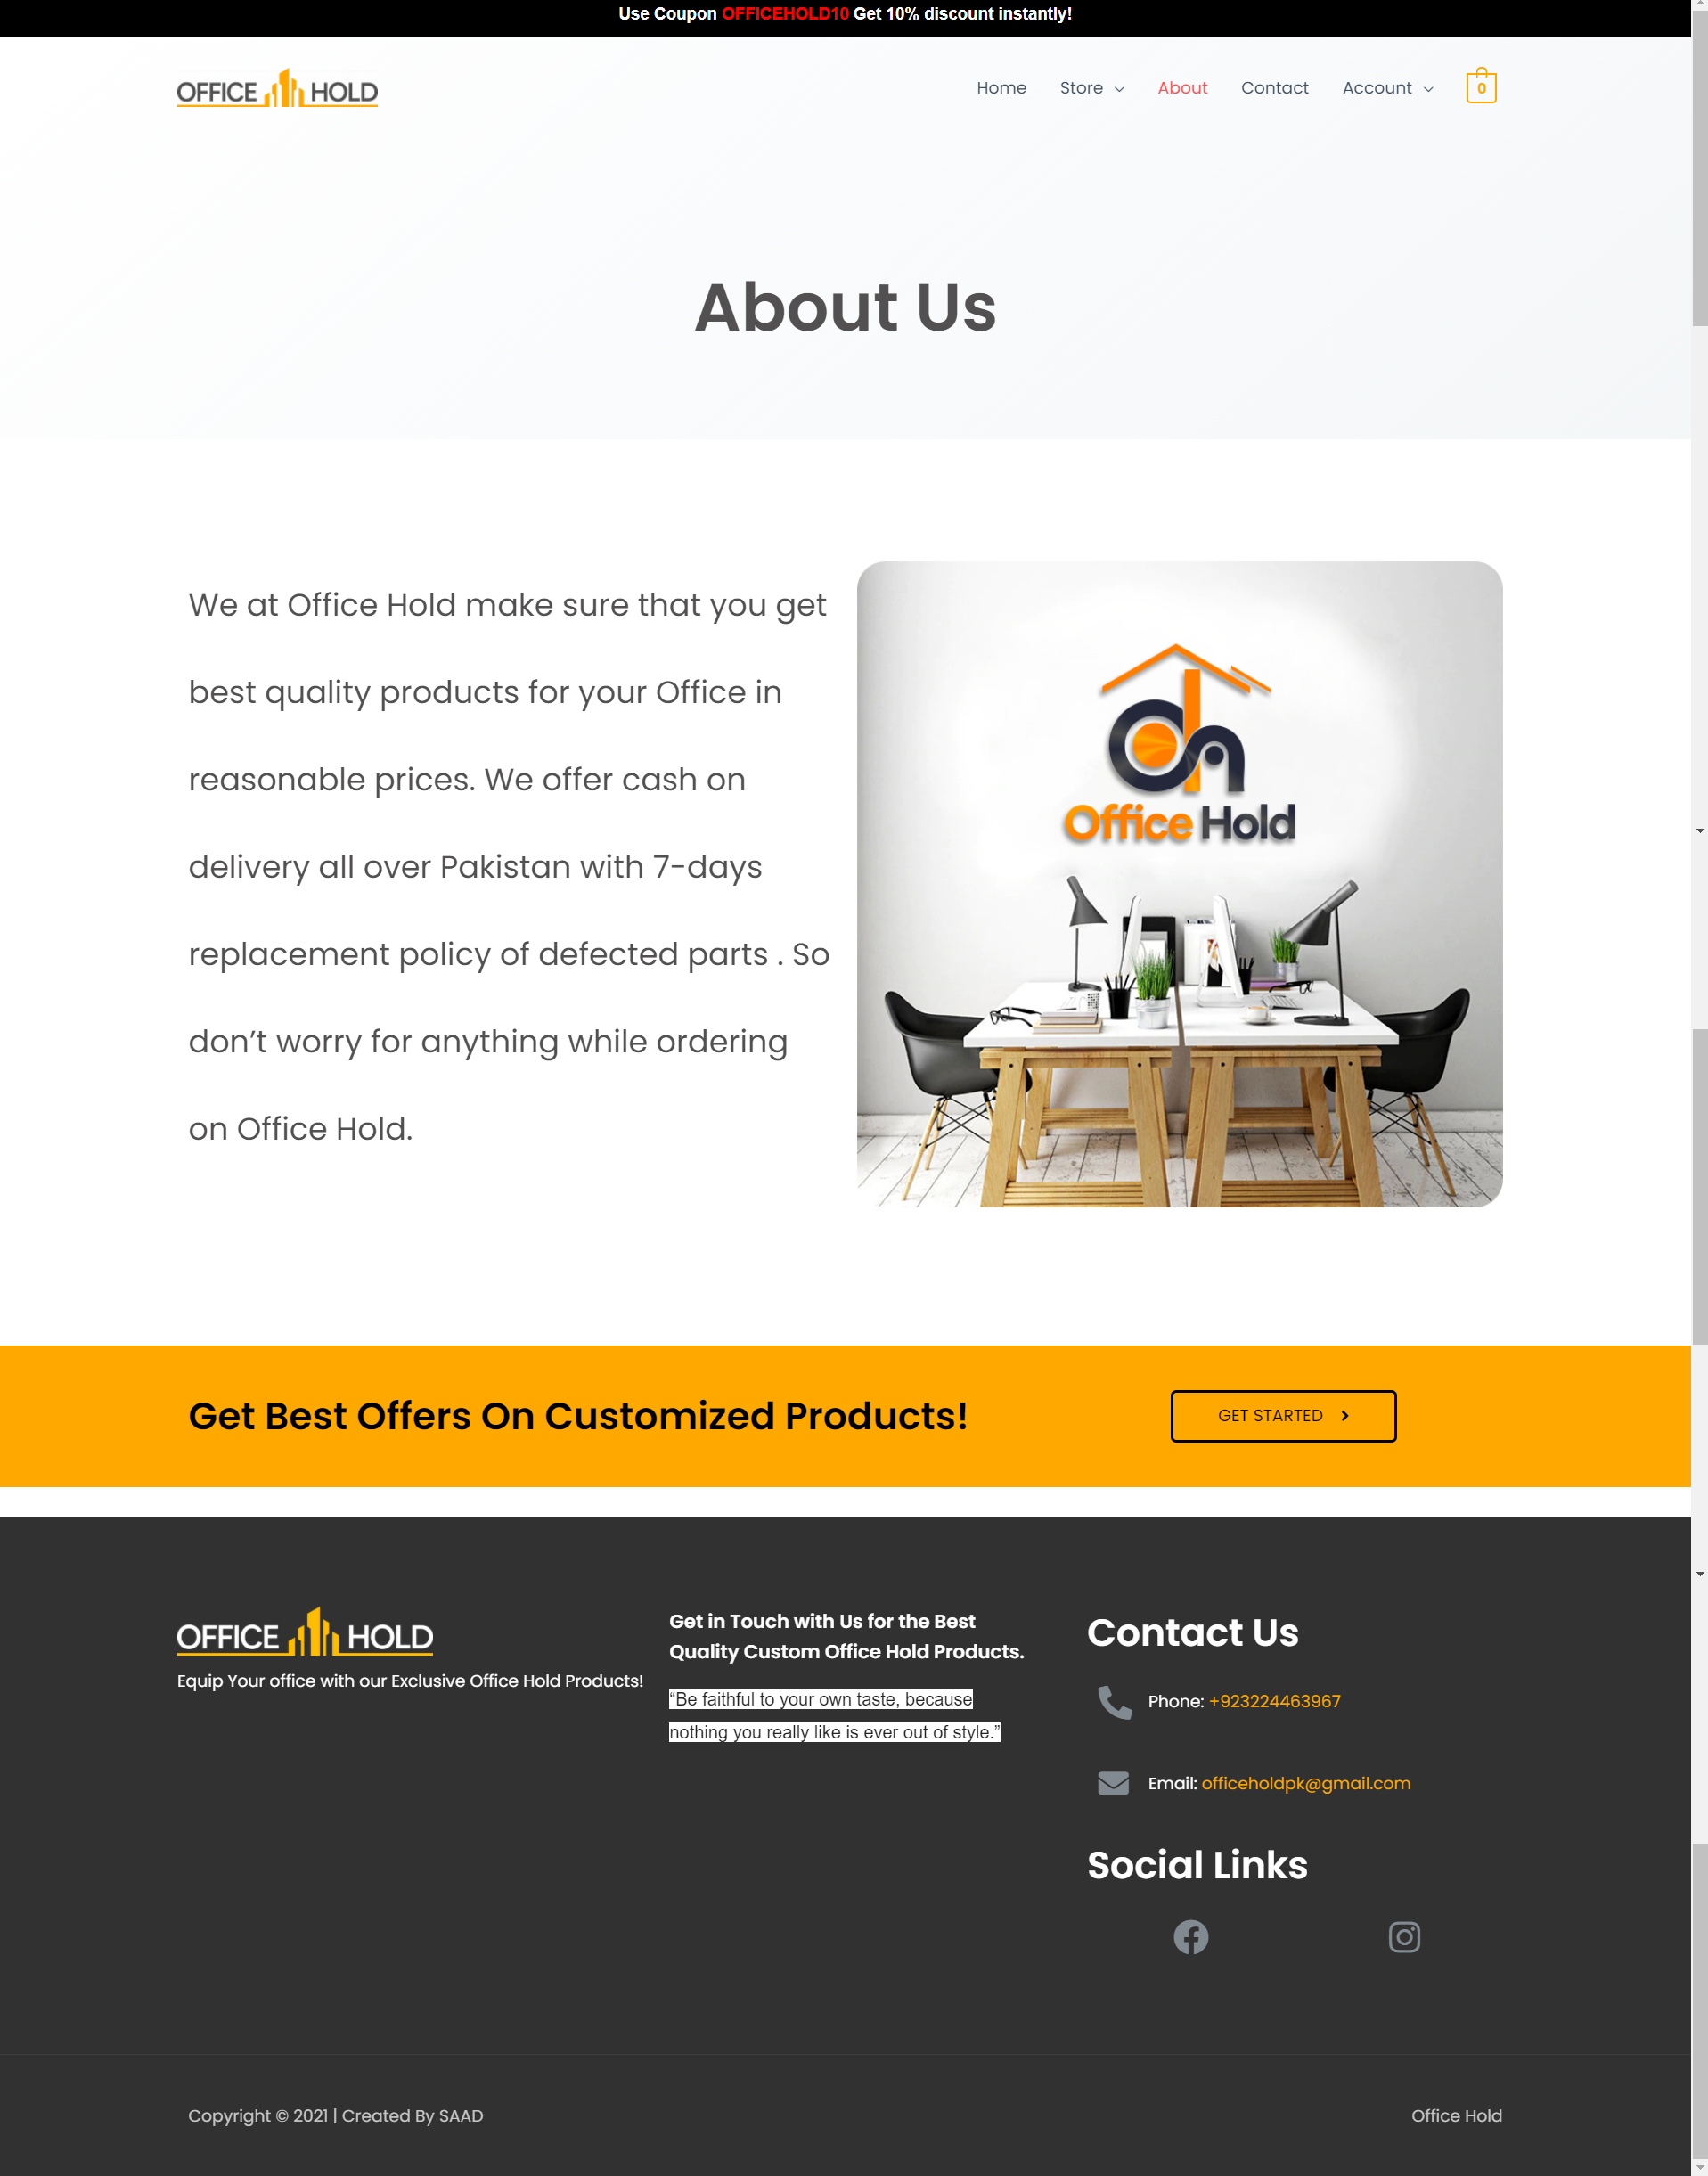 Use Coupon OFFICEHOLD10 Get 10% discount instantly!
OFFICE HOLD
Home
Store
About
Contact
Account
0
About Us
We at Office Hold make sure that you get
best quality products for your Office in
reasonable prices. We offer cash on
delivery all over Pakistan with 7-days
replacement policy of defected parts . So
don’t worry for anything while ordering
on Office Hold.
Office Hold
Get Best Offers On Customized Products!
GET STARTED
OFFICE HOLD
Equip Your office with our Exclusive Office Hold Products!
Get in Touch with Us for the Best
Quality Custom Office Hold Products.
“Be faithful to your own taste, because
nothing you really like is ever out of style.”
Contact Us
Phone: +923224463967
Email: officeholdpk@gmail.com
Social Links
Copyright © 2021 | Created By SAAD
Office Hold